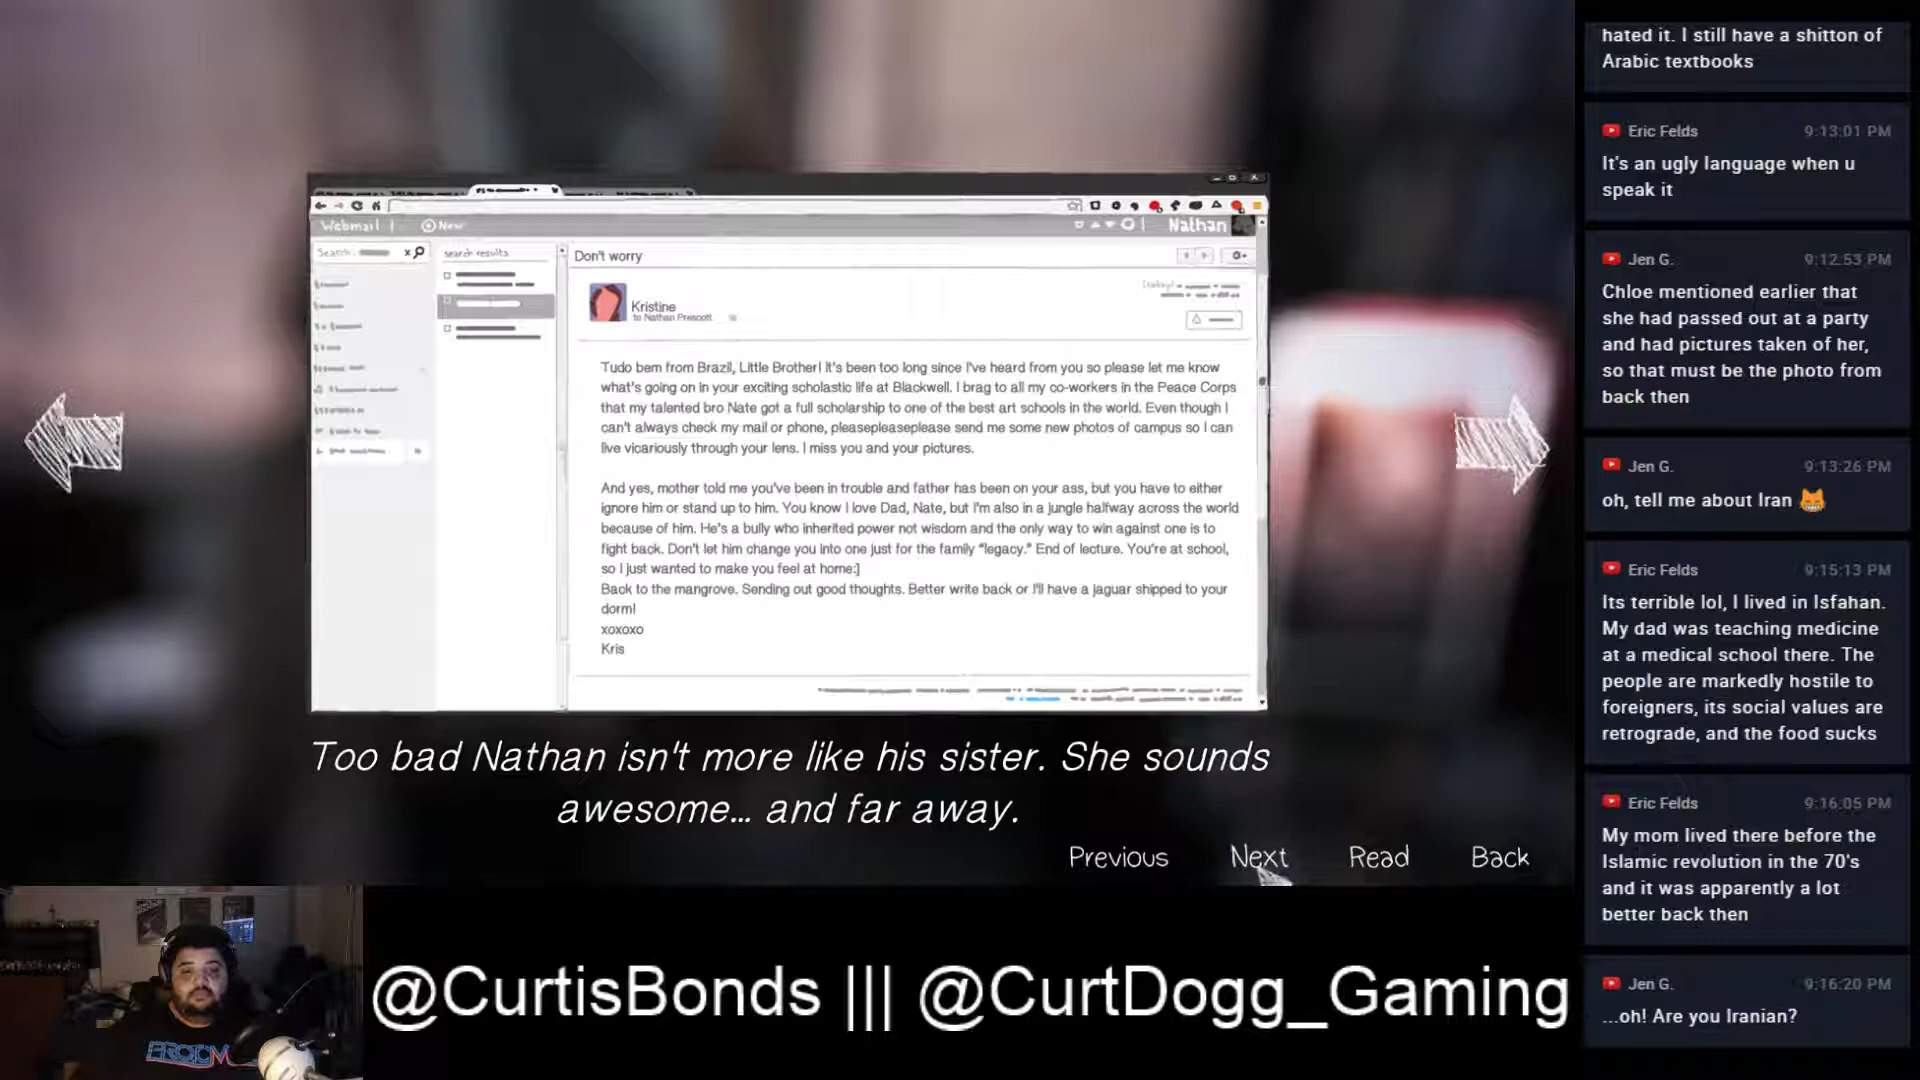 Webmail
New
Nathan
Search
search results
Don't worry
Kristine
to Nathan Prescott
(today)
Tudo bem from Brazil, Little Brother! It's been too long since I've heard from you so please let me know
what's going on in your exciting scholastic life at Blackwell. I brag to all my co-workers in the Peace Corps
that my talented bro Nate got a full scholarship to one of the best art schools in the world. Even though I
can't always check my mail or phone, pleasepleaseplease send me some new photos of campus so I can
live vicariously through your lens. I miss you and your pictures.
And yes, mother told me you've been in trouble and father has been on your ass, but you have to either
ignore him or stand up to him. You know I love Dad, Nate, but I'm also in a jungle halfway across the world
because of him. He's a bully who inherited power not wisdom and the only way to win against one is to
fight back. Don't let him change you into one just for the family "legacy." End of lecture. You're at school,
so I just wanted to make you feel at home:]
Back to the mangrove. Sending out good thoughts. Better write back or I'll have a jaguar shipped to your
dorm!
xoxoxo
Kris
Too bad Nathan isn't more like his sister. She sounds
awesome... and far away.
Previous
Next
Read
Back
@CurtisBonds ||| @CurtDogg_Gaming
hated it. I still have a shitton of
Arabic textbooks
Eric Felds 9:13:01 PM
It's an ugly language when u
speak it
Jen G. 9:12:53 PM
Chloe mentioned earlier that
she had passed out at a party
and had pictures taken of her,
so that must be the photo from
back then
Jen G. 9:13:26 PM
oh, tell me about Iran 😸
Eric Felds 9:15:13 PM
Its terrible lol, I lived in Isfahan.
My dad was teaching medicine
at a medical school there. The
people are markedly hostile to
foreigners, its social values are
retrograde, and the food sucks
Eric Felds 9:16:05 PM
My mom lived there before the
Islamic revolution in the 70's
and it was apparently a lot
better back then
Jen G. 9:16:20 PM
...oh! Are you Iranian?